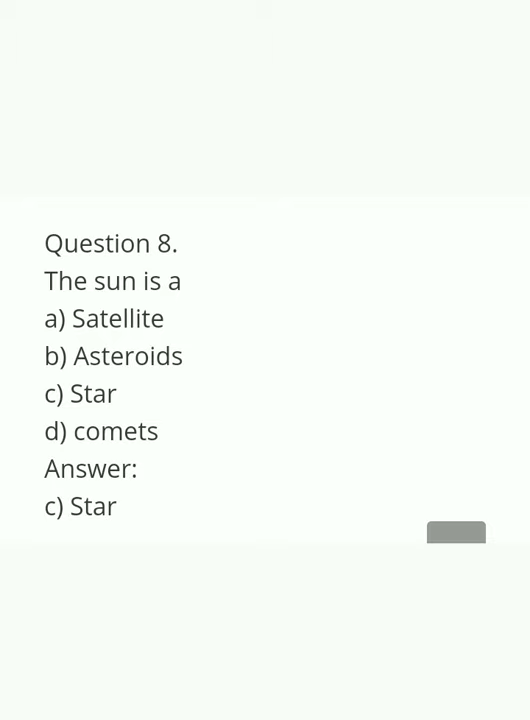 Question 8.
The sun is a
a) Satellite
b) Asteroids
c) Star
d) comets
Answer:
c) Star